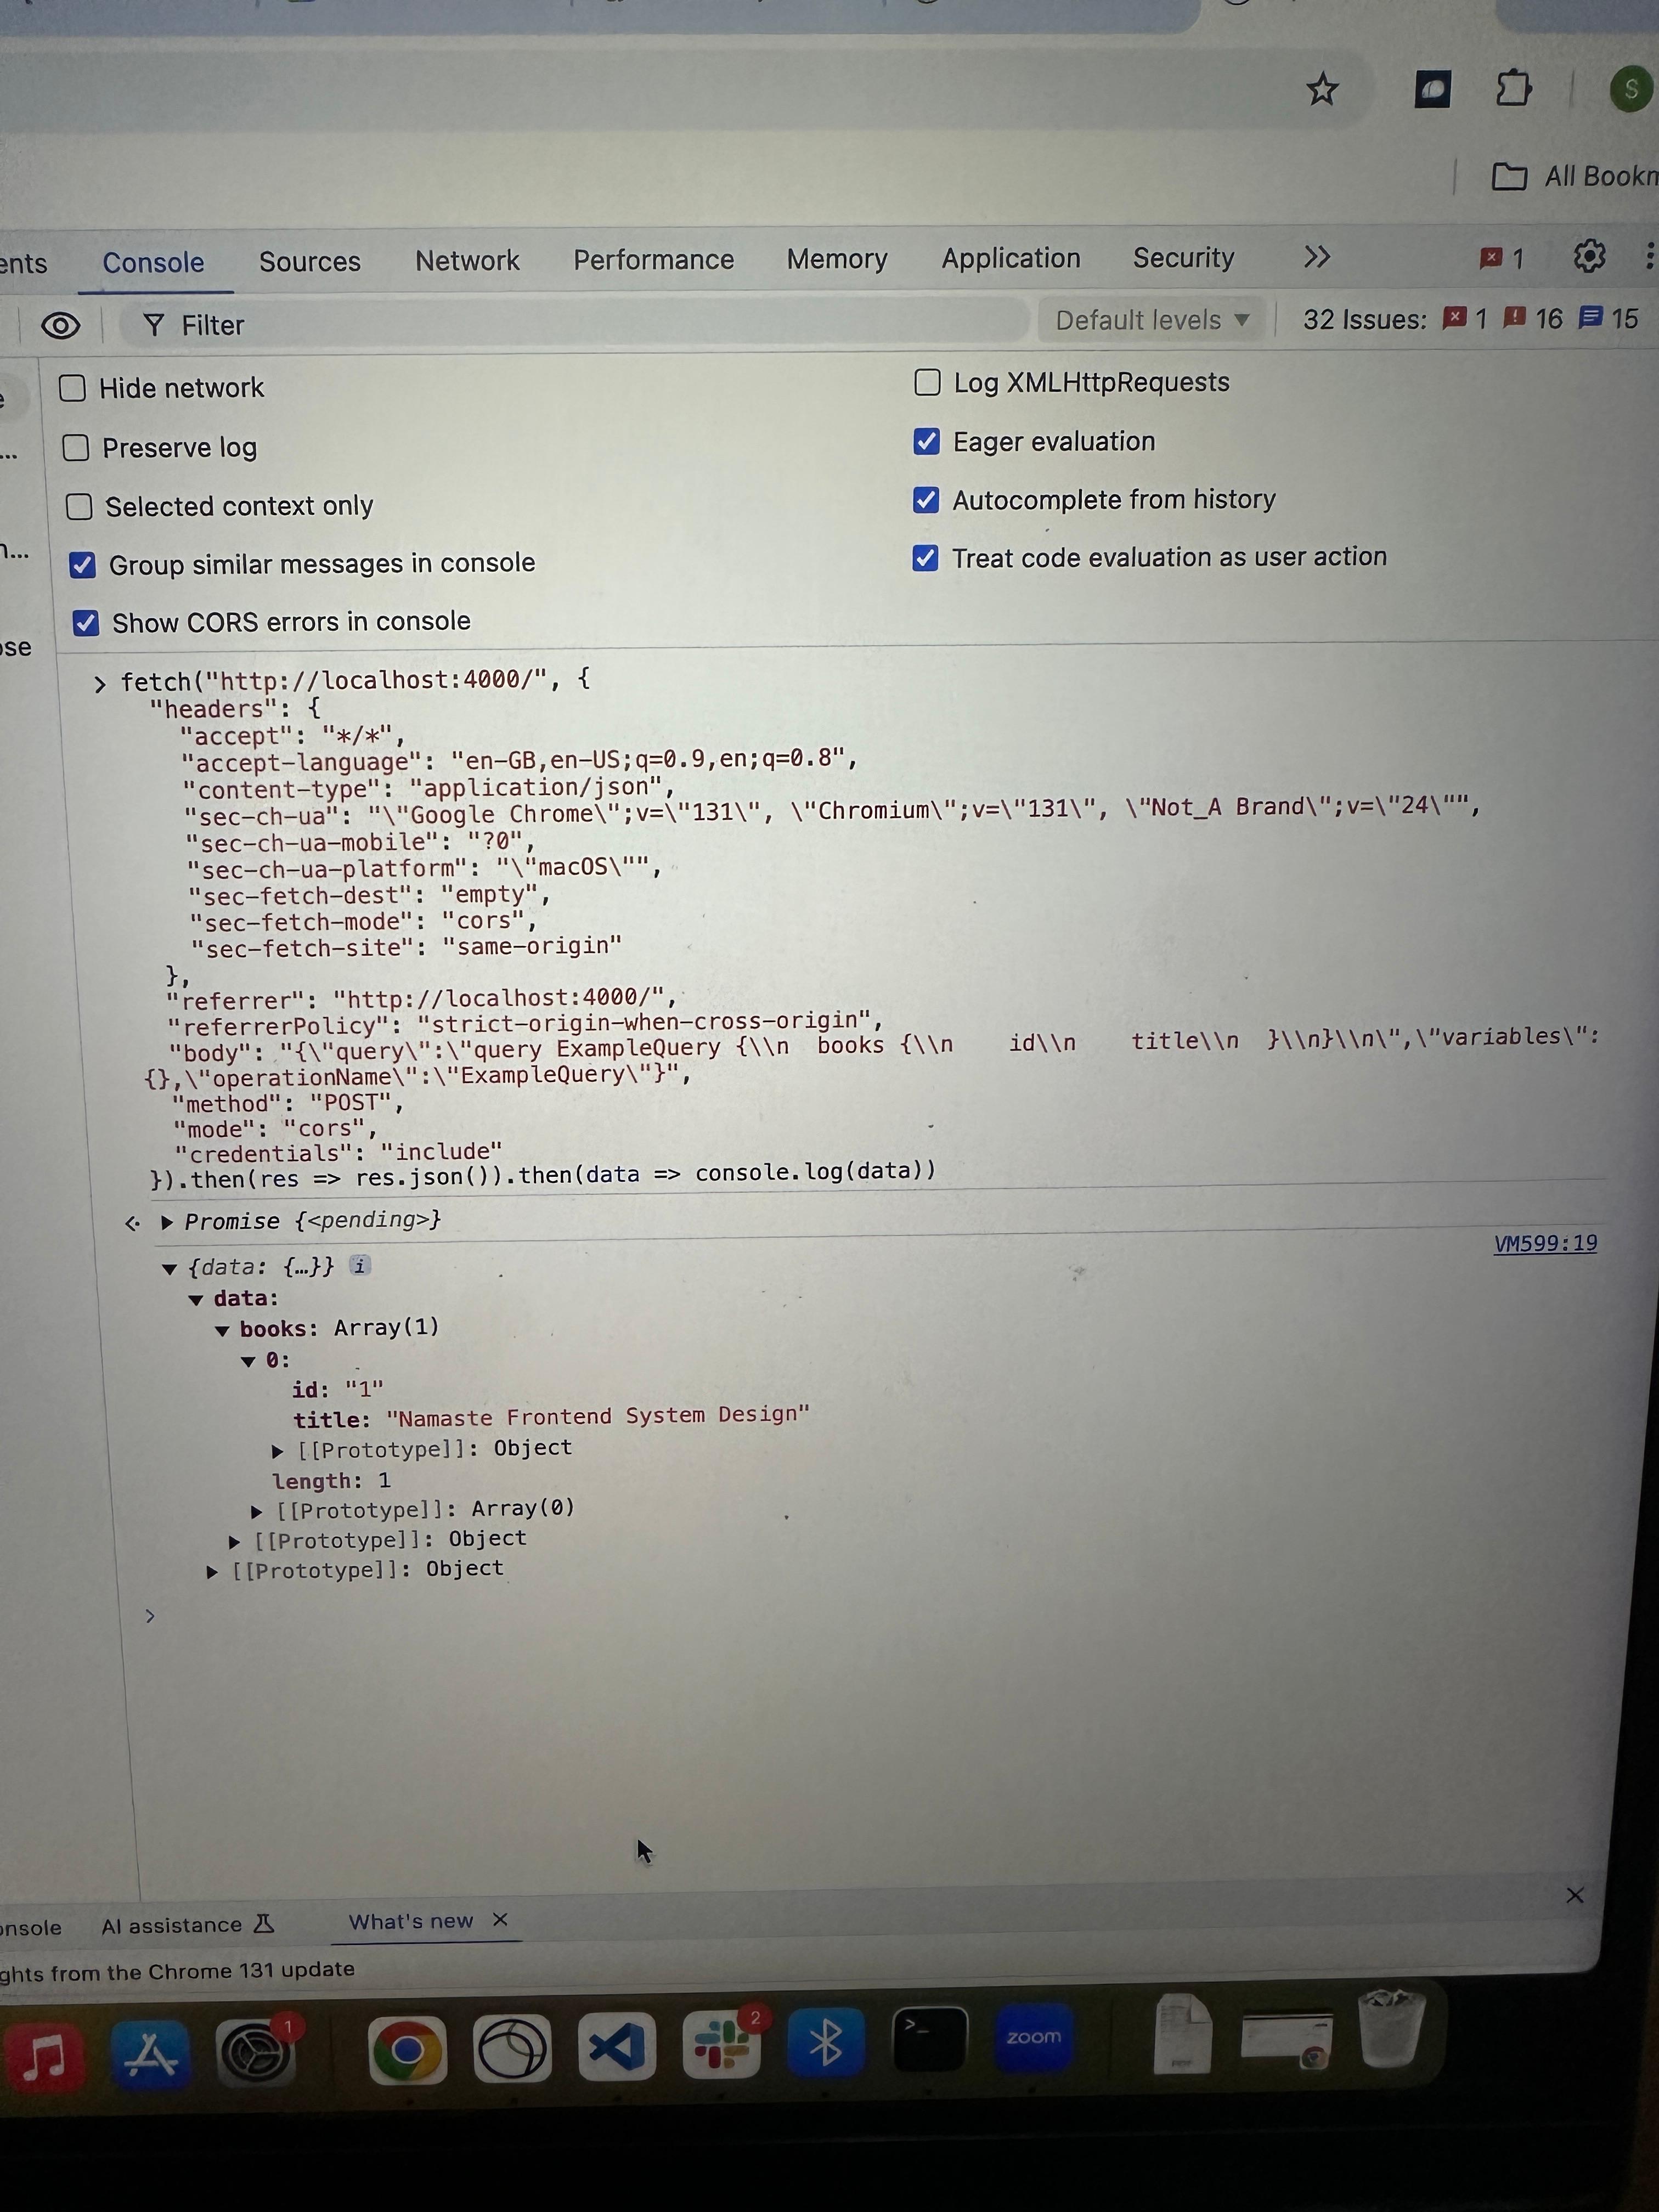 S
All Bookm
ents Console Sources Network Performance Memory Application Security 1
Filter Default levels ▼ 32 Issues: 1 16 15
Hide network Log XMLHttpRequests
... Preserve log Eager evaluation
Selected context only Autocomplete from history
n... Group similar messages in console Treat code evaluation as user action
Show CORS errors in console
ose
> fetch("http://localhost:4000/", {
"headers": {
"accept": "*/*",
"accept-language": "en-GB,en-US;q=0.9,en;q=0.8",
"content-type": "application/json",
"sec-ch-ua": "\"Google Chrome\";v=\"131\", \"Chromium\";v=\"131\", \"Not_A Brand\";v=\"24\"",
"sec-ch-ua-mobile": "?0",
"sec-ch-ua-platform": "\"macOS\"",
"sec-fetch-dest": "empty",
"sec-fetch-mode": "cors",
"sec-fetch-site": "same-origin"
},
"referrer": "http://localhost:4000/",
"referrerPolicy": "strict-origin-when-cross-origin",
"body": "{\"query\":\"query ExampleQuery {\\n  books {\\n    id\\n    title\\n  }\\n}\\n\",\"variables\":
{},\"operationName\":\"ExampleQuery\"}",
"method": "POST",
"mode": "cors",
"credentials": "include"
}).then(res => res.json()).then(data => console.log(data))
<· ▶ Promise {<pending>}
VM599:19
▼ {data: {…}} i
▼ data:
▼ books: Array(1)
▼ 0:
id: "1"
title: "Namaste Frontend System Design"
▶ [[Prototype]]: Object
length: 1
▶ [[Prototype]]: Array(0)
▶ [[Prototype]]: Object
▶ [[Prototype]]: Object
>
onsole AI assistance What's new ×
ghts from the Chrome 131 update
1
2
>_
zoom
PDF